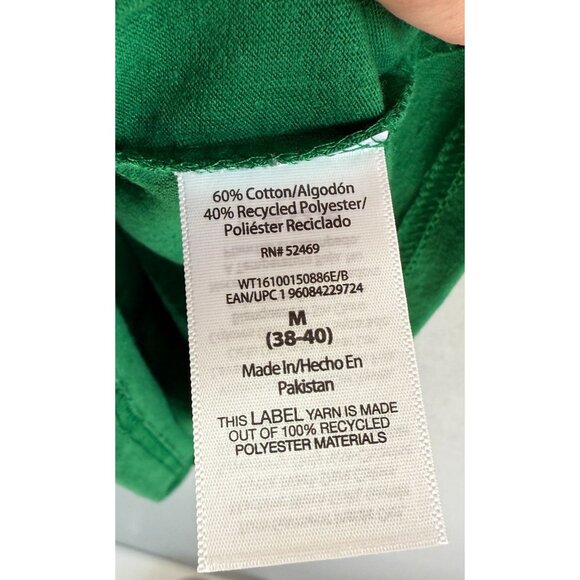 60% Cotton/Algodón
40% Recycled Polyester/
Poliéster Reciclado
RN# 52469
WT16100150886E/B
EAN/UPC 1 96084229724
M
(38-40)
Made In/Hecho En
Pakistan
THIS LABEL YARN IS MADE
OUT OF 100% RECYCLED
POLYESTER MATERIALS